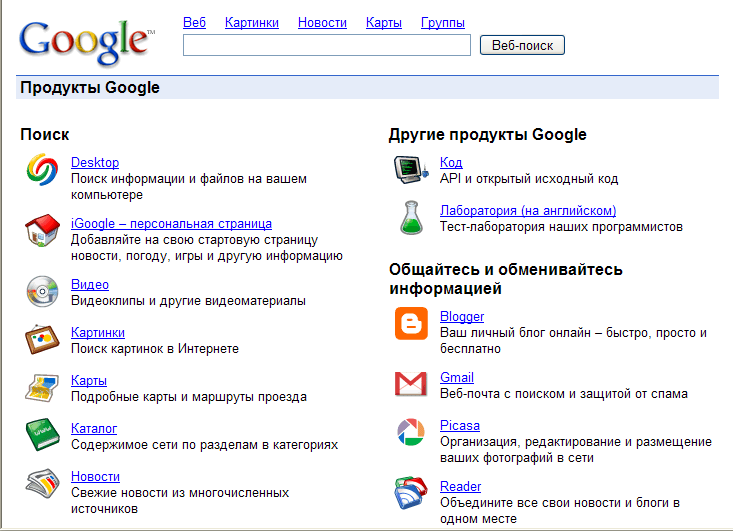 Google™
Веб Картинки Новости Карты Группы
Веб-поиск
Продукты Google
Поиск
Desktop
Поиск информации и файлов на вашем
компьютере
iGoogle – персональная страница
Добавляйте на свою стартовую страницу
новости, погоду, игры и другую информацию
Видео
Видеоклипы и другие видеоматериалы
Картинки
Поиск картинок в Интернете
Карты
Подробные карты и маршруты проезда
Каталог
Содержимое сети по разделам в категориях
Новости
Свежие новости из многочисленных
источников
Другие продукты Google
Код
API и открытый исходный код
Лаборатория (на английском)
Тест-лаборатория наших программистов
Общайтесь и обменивайтесь
информацией
Blogger
Ваш личный блог онлайн – быстро, просто и
бесплатно
Gmail
Веб-почта с поиском и защитой от спама
Picasa
Организация, редактирование и размещение
ваших фотографий в сети
Reader
Объедините все свои новости и блоги в
одном месте